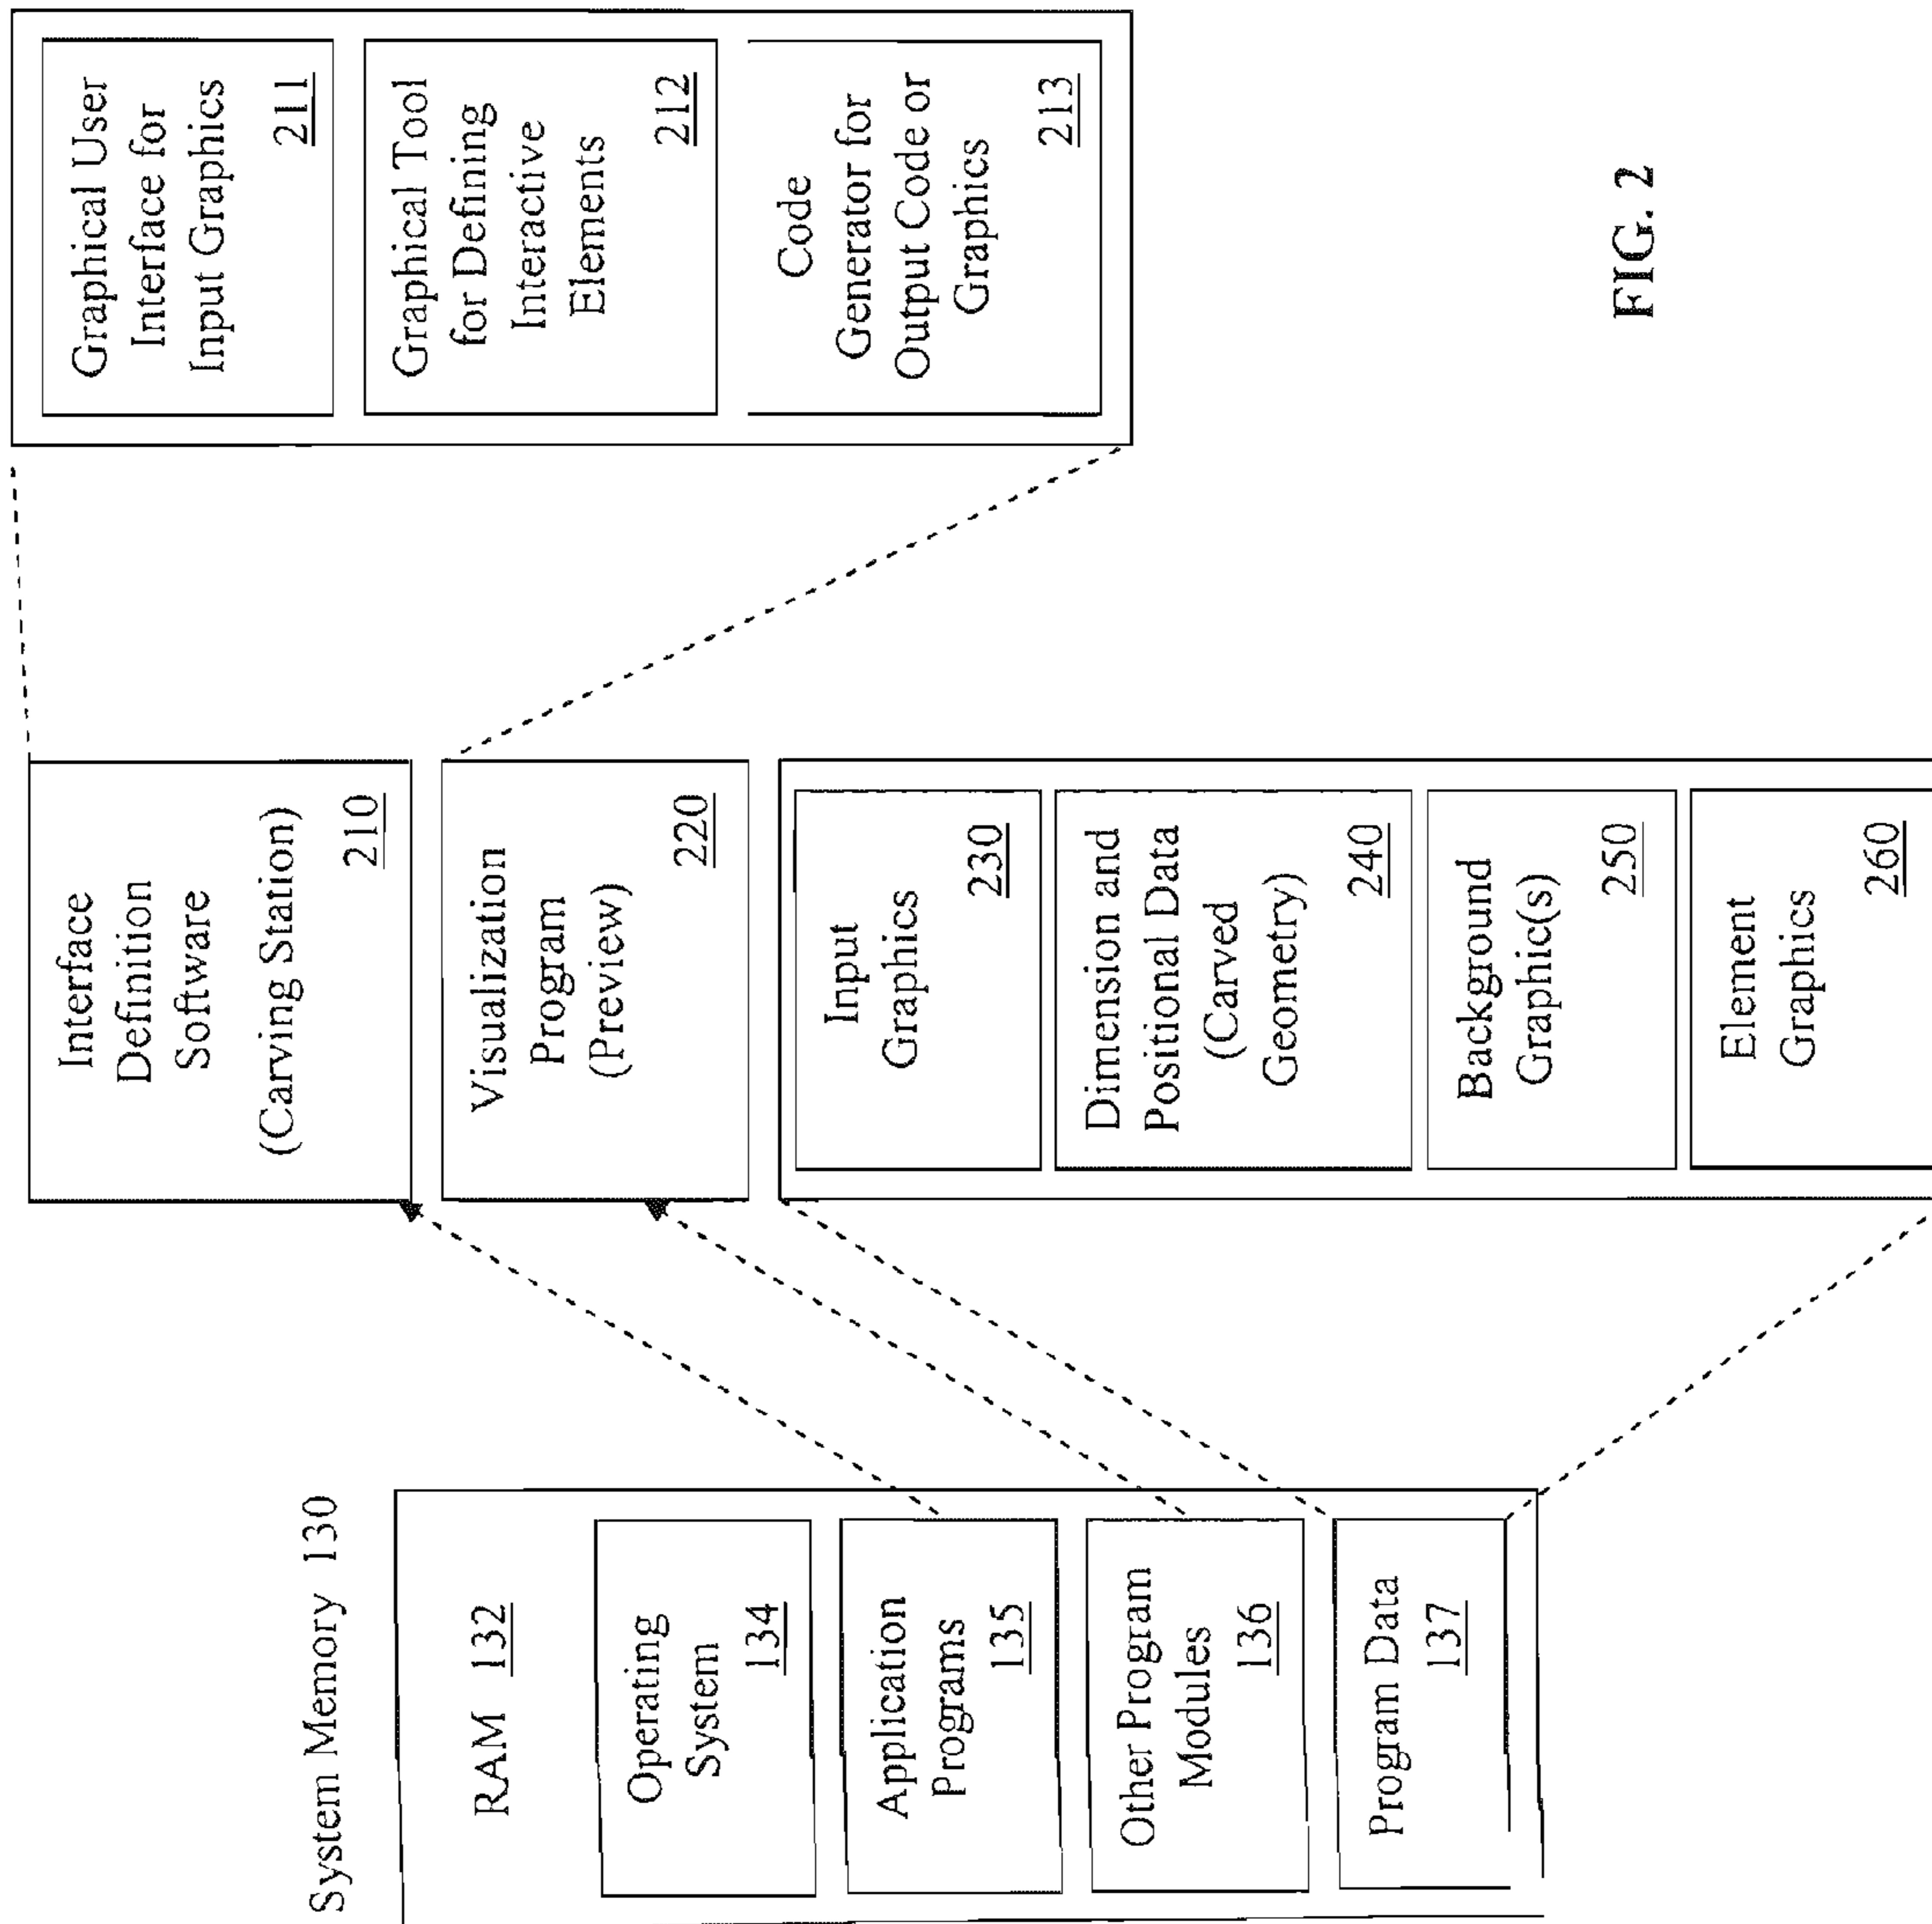 System Memory 130
RAM 132
Operating
System
134
Application
Programs
135
Other Program
Modules
136
Program Data
137
Interface
Definition
Software
(Carving Station)
210
Visualization
Program
(Preview)
220
Input
Graphics
230
Dimension and
Positional Data
(Carved
Geometry)
240
Background
Graphic(s)
250
Element
Graphics
260
Graphical User
Interface for
Input Graphics
211
Graphical Tool
for Defining
Interactive
Elements
212
Code
Generator for
Output Code or
Graphics
213
FIG. 2